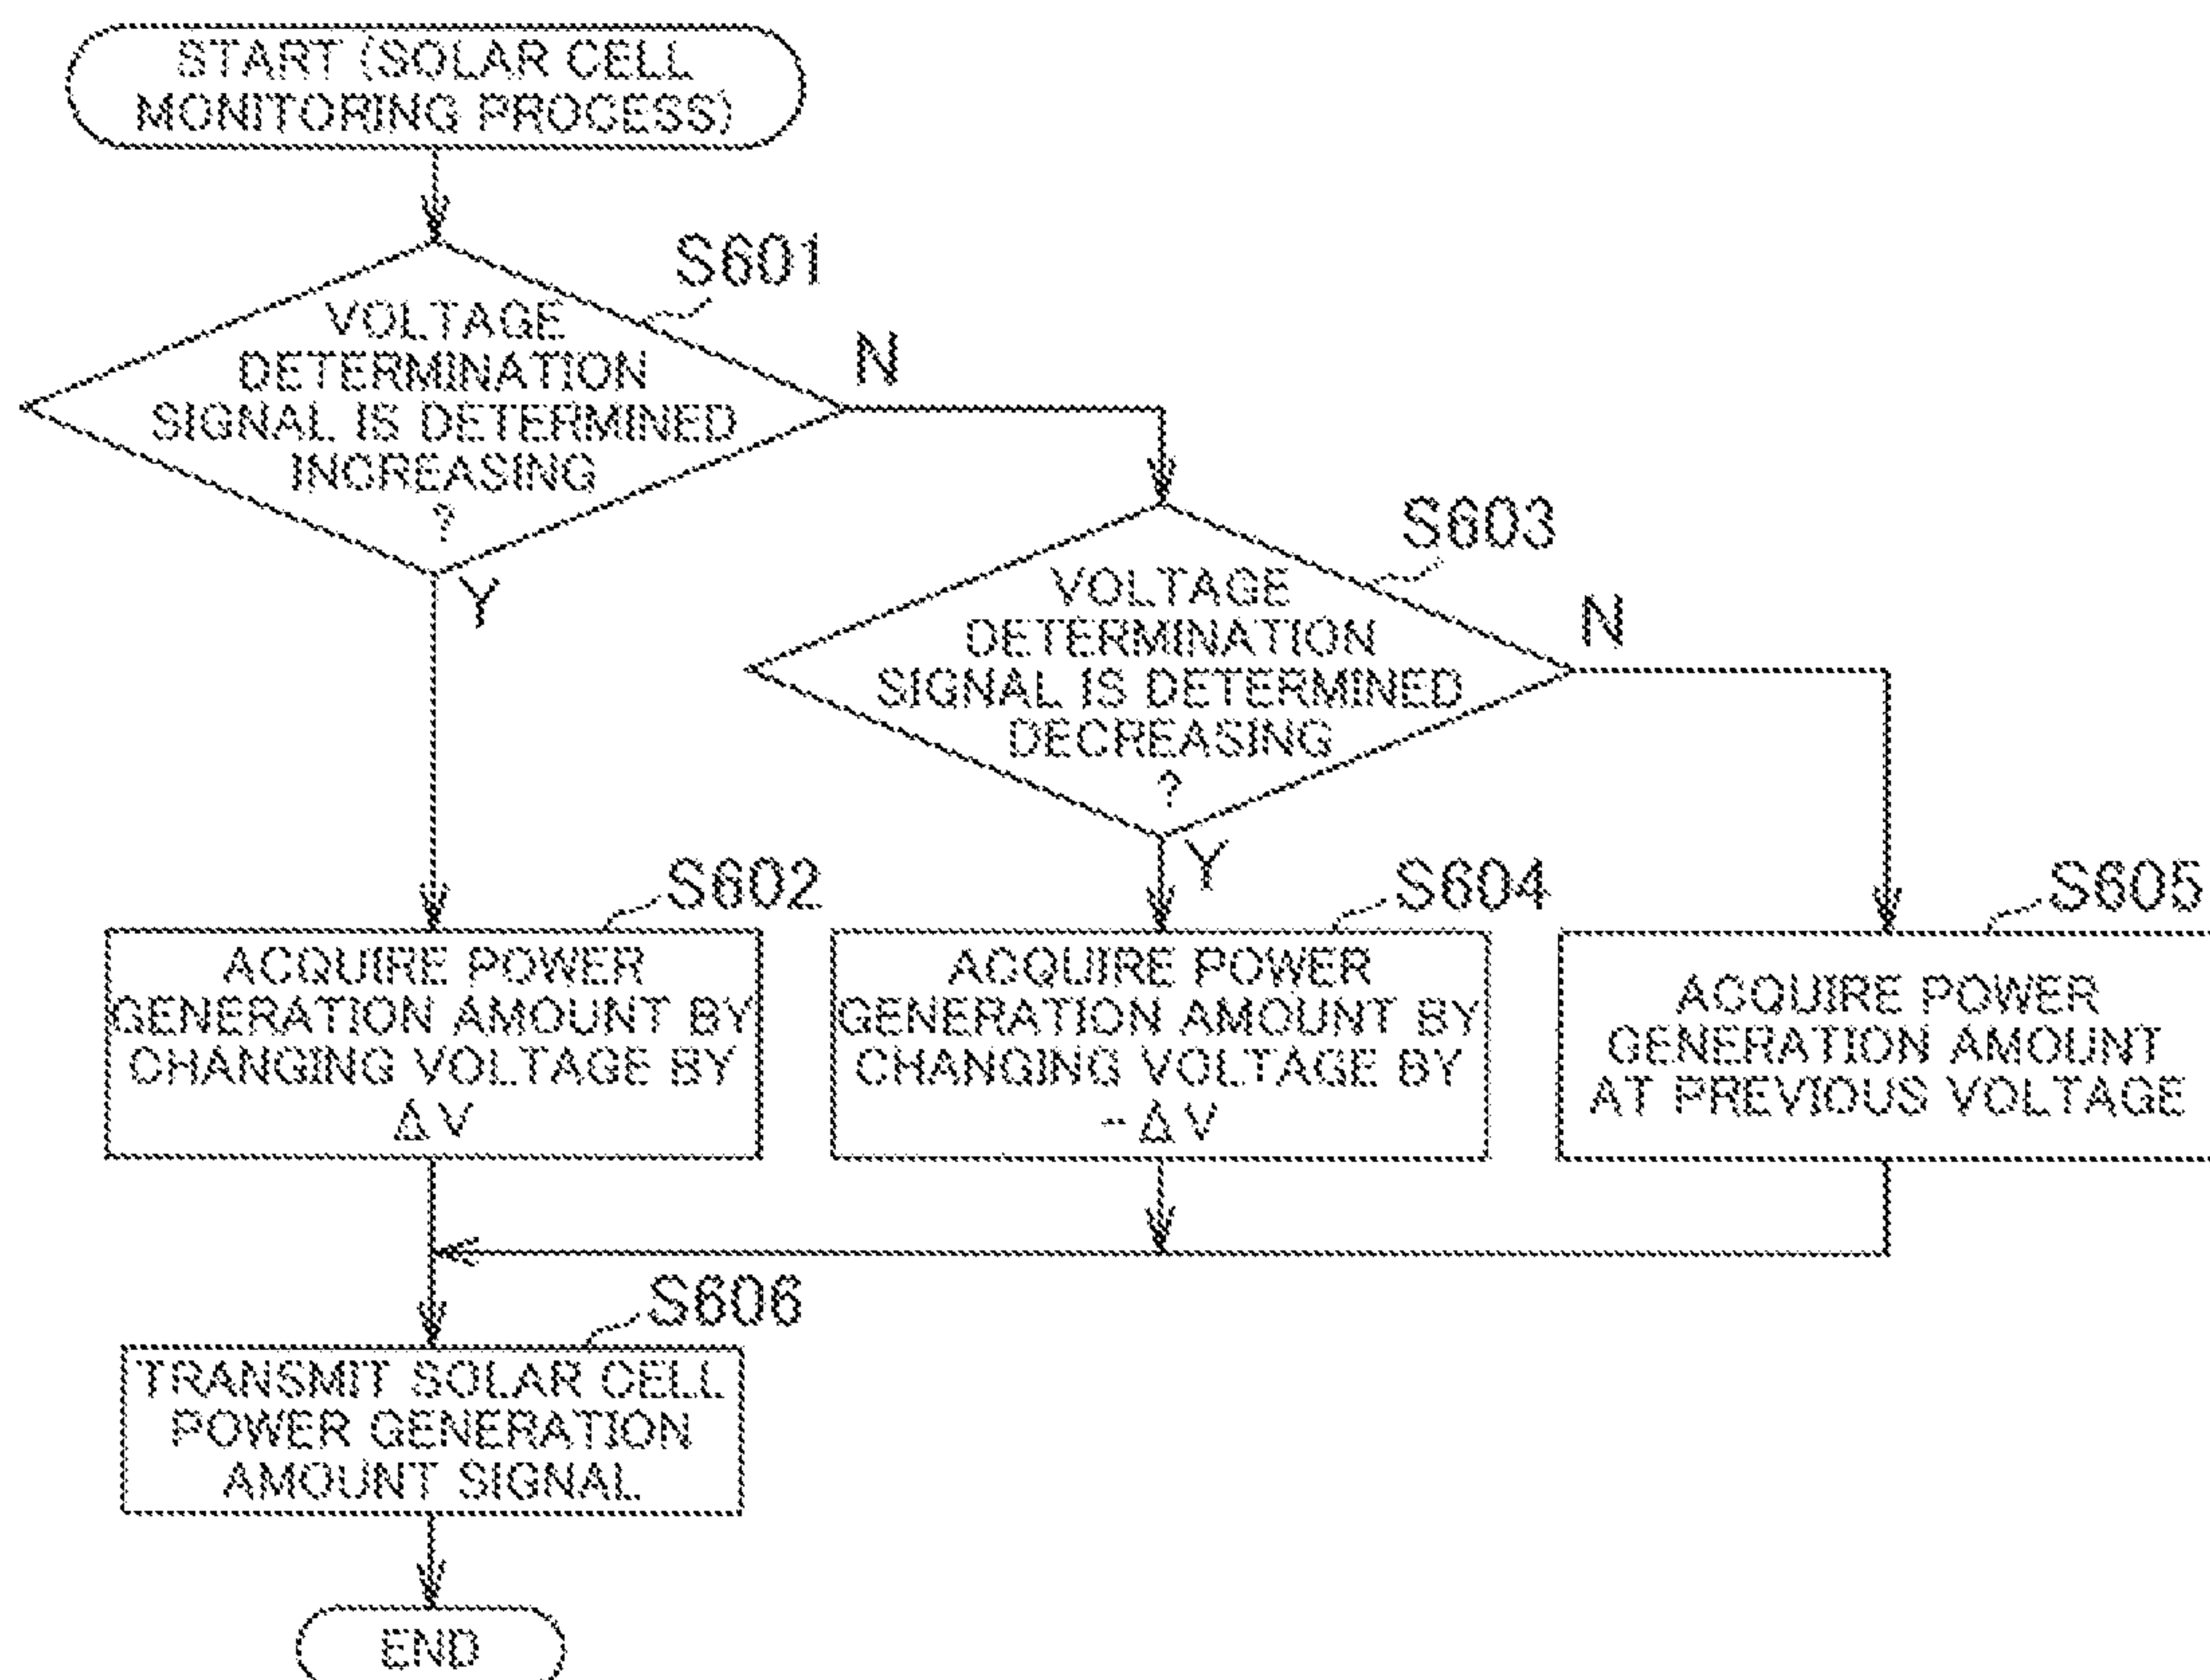 START (SOLAR CELL
MONITORING PROCESS)
S601
VOLTAGE
DETERMINATION
SIGNAL IS DETERMINED
INCREASING
?
N
Y
S603
VOLTAGE
DETERMINATION
SIGNAL IS DETERMINED
DECREASING
?
N
Y
S602
ACQUIRE POWER
GENERATION AMOUNT BY
CHANGING VOLTAGE BY
ΔV
S604
ACQUIRE POWER
GENERATION AMOUNT BY
CHANGING VOLTAGE BY
-ΔV
S605
ACQUIRE POWER
GENERATION AMOUNT
AT PREVIOUS VOLTAGE
S606
TRANSMIT SOLAR CELL
POWER GENERATION
AMOUNT SIGNAL
END